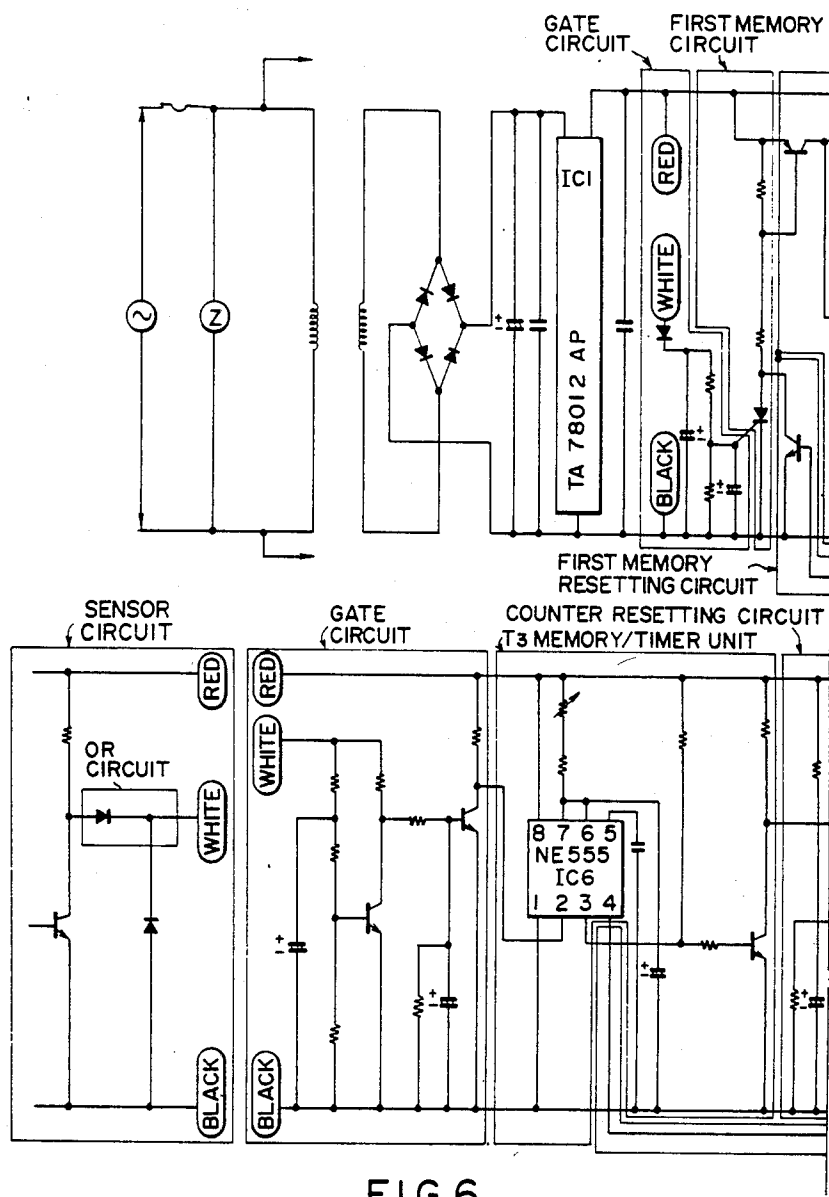 GATE CIRCUIT
FIRST MEMORY CIRCUIT
RED
WHITE
BLACK
IC1
TA 78012 AP
Z
FIRST MEMORY RESETTING CIRCUIT
SENSOR CIRCUIT
GATE CIRCUIT
COUNTER RESETTING CIRCUIT
T3 MEMORY/TIMER UNIT
RED
RED
OR CIRCUIT
WHITE
WHITE
8 7 6 5
NE555
IC6
1 2 3 4
BLACK
BLACK
FIG.6